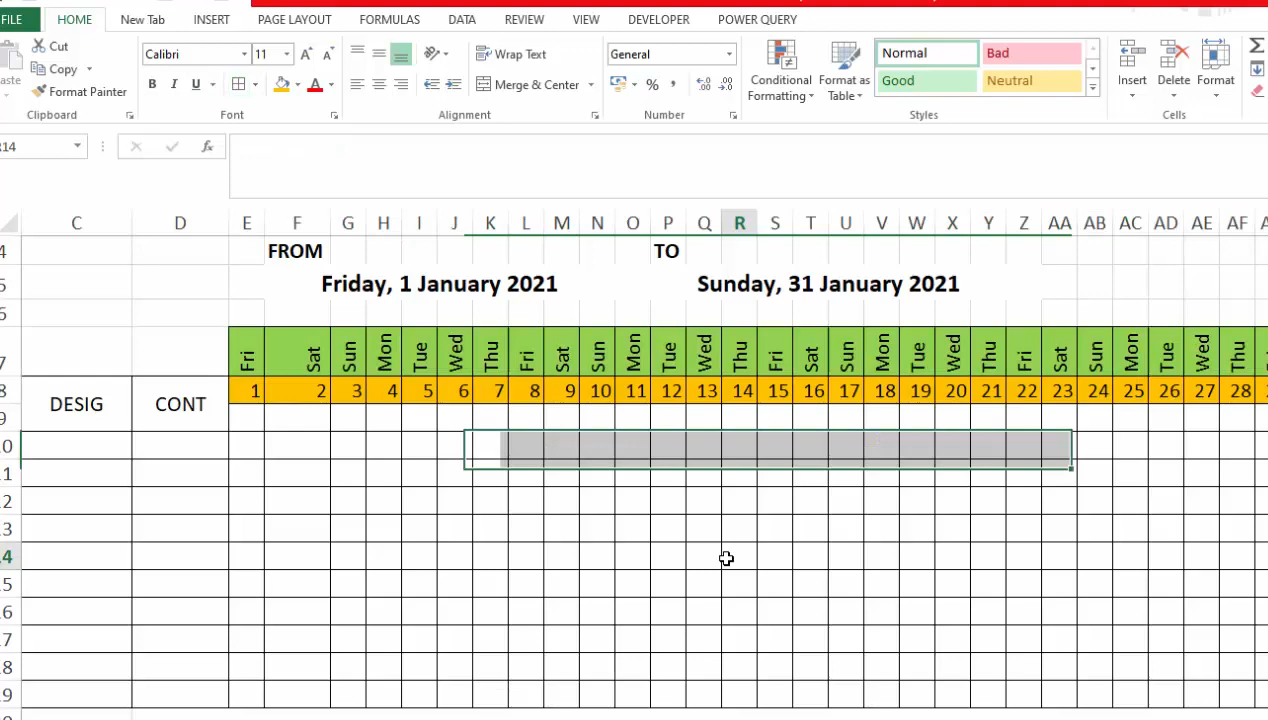 FILE HOME New Tab INSERT PAGE LAYOUT FORMULAS DATA REVIEW VIEW DEVELOPER POWER QUERY
Cut
Copy
Format Painter
Clipboard
Calibri 11
B I U A
Font
Wrap Text
Merge & Center
Alignment
General
% ,
Number
Conditional Formatting
Format as Table
Normal Bad
Good Neutral
Styles
Insert Delete Format
Cells
fx
C D E F G H I J K L M N O P Q R S T U V W X Y Z AA AB AC AD AE AF
FROM TO
Friday, 1 January 2021 Sunday, 31 January 2021
Fri Sat Sun Mon Tue Wed Thu Fri Sat Sun Mon Tue Wed Thu Fri Sat Sun Mon Tue Wed Thu Fri Sat Sun Mon Tue Wed Thu
DESIG CONT 1 2 3 4 5 6 7 8 9 10 11 12 13 14 15 16 17 18 19 20 21 22 23 24 25 26 27 28